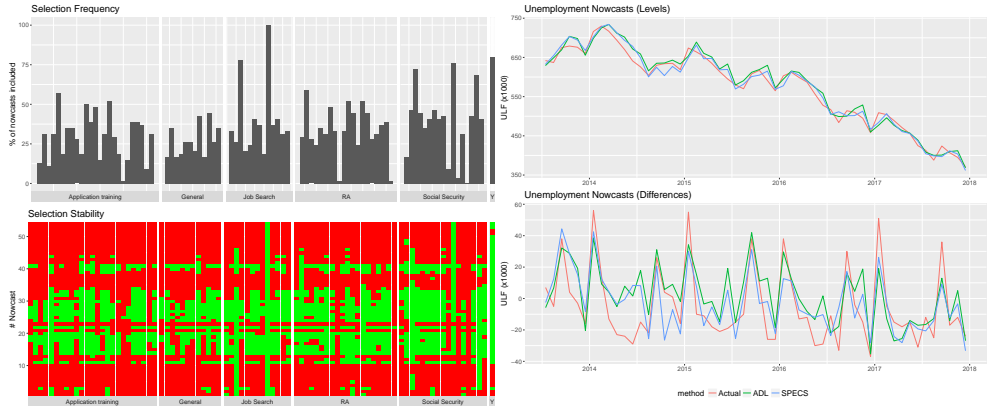 Selection Frequency
% of nowcasts included
100
75
50
25
0
Application training
General
Job Search
RA
Social Security
Y
Selection Stability
# Nowcast
50
40
30
20
10
Application training
General
Job Search
RA
Social Security
Y
Unemployment Nowcasts (Levels)
ULF (x1000)
750
650
550
450
350
2014
2015
2016
2017
2018
Unemployment Nowcasts (Differences)
ULF (x1000)
60
40
20
0
−20
−40
2014
2015
2016
2017
2018
method Actual ADL SPECS